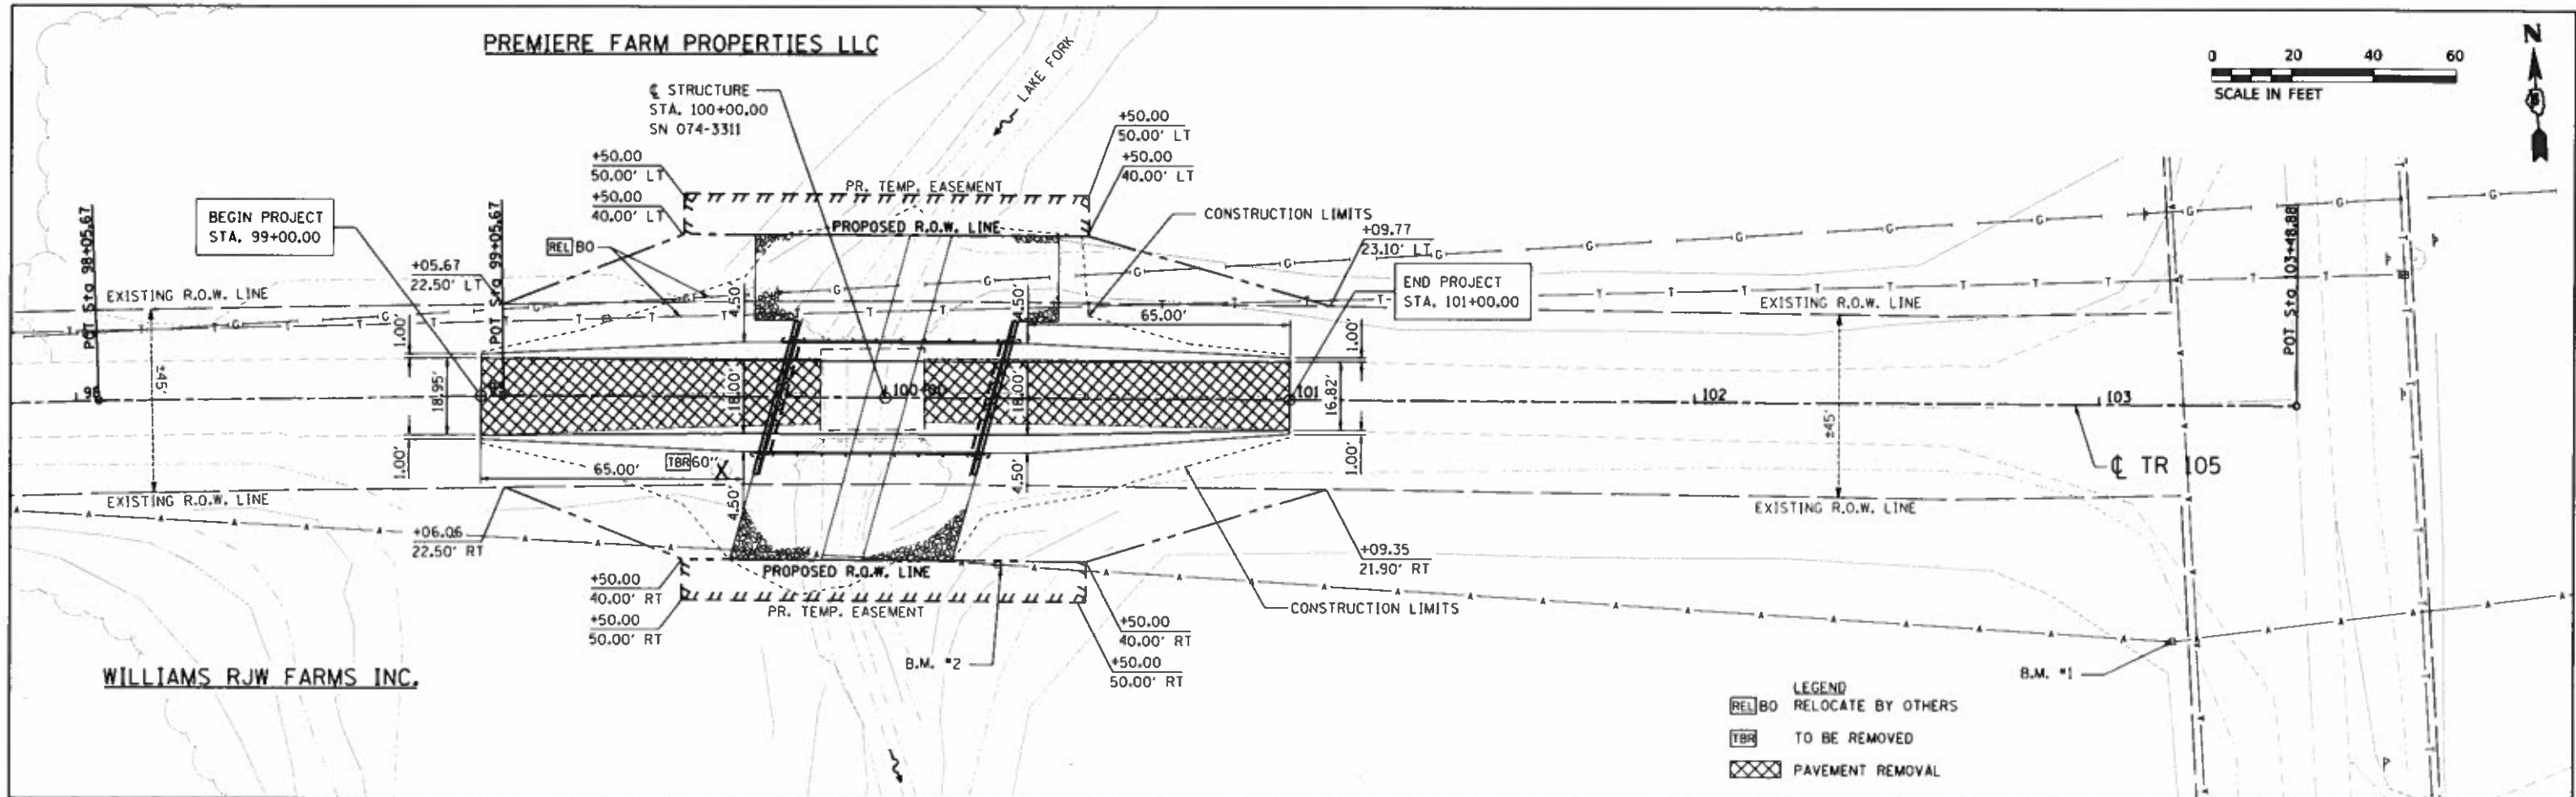 PREMIERE FARM PROPERTIES LLC
℄ STRUCTURE
STA. 100+00.00
SN 074-3311
LAKE FORK
0 20 40 60
SCALE IN FEET
N
+50.00
50.00' LT
+50.00
40.00' LT
+50.00
50.00' LT
+50.00
40.00' LT
PR. TEMP. EASEMENT
PROPOSED R.O.W. LINE
CONSTRUCTION LIMITS
BEGIN PROJECT
STA. 99+00.00
POT Sta 98+05.67
POT Sta 99+05.67
REL BO
+05.67
22.50' LT
+09.77
23.10' LT
END PROJECT
STA. 101+00.00
POT Sta 103+48.88
EXISTING R.O.W. LINE
EXISTING R.O.W. LINE
4.50'
4.50'
65.00'
1.00'
1.00'
±45'
18.95'
18.00'
18.00'
16.82'
±45'
98
100+00
101
102
103
℄ TR 105
1.00'
1.00'
65.00'
TBR 60"
X
4.50'
4.50'
EXISTING R.O.W. LINE
EXISTING R.O.W. LINE
+06.06
22.50' RT
+09.35
21.90' RT
PROPOSED R.O.W. LINE
PR. TEMP. EASEMENT
CONSTRUCTION LIMITS
+50.00
40.00' RT
+50.00
50.00' RT
+50.00
40.00' RT
+50.00
50.00' RT
B.M. #2
B.M. #1
WILLIAMS RJW FARMS INC.
LEGEND
REL BO RELOCATE BY OTHERS
TBR TO BE REMOVED
PAVEMENT REMOVAL